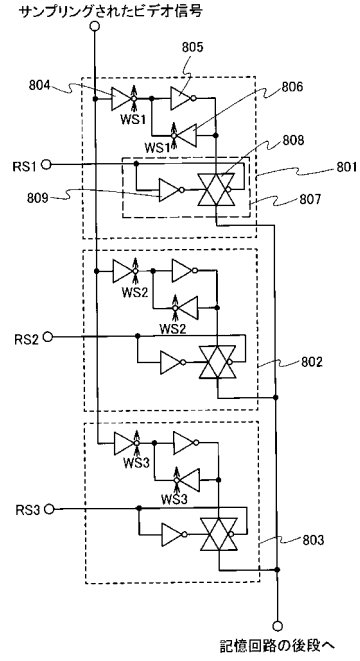 サンプリングされたビデオ信号
804
805
806
WS1
WS1
808
801
RS1
809
807
WS2
WS2
RS2
802
WS3
WS3
RS3
803
記憶回路の後段へ